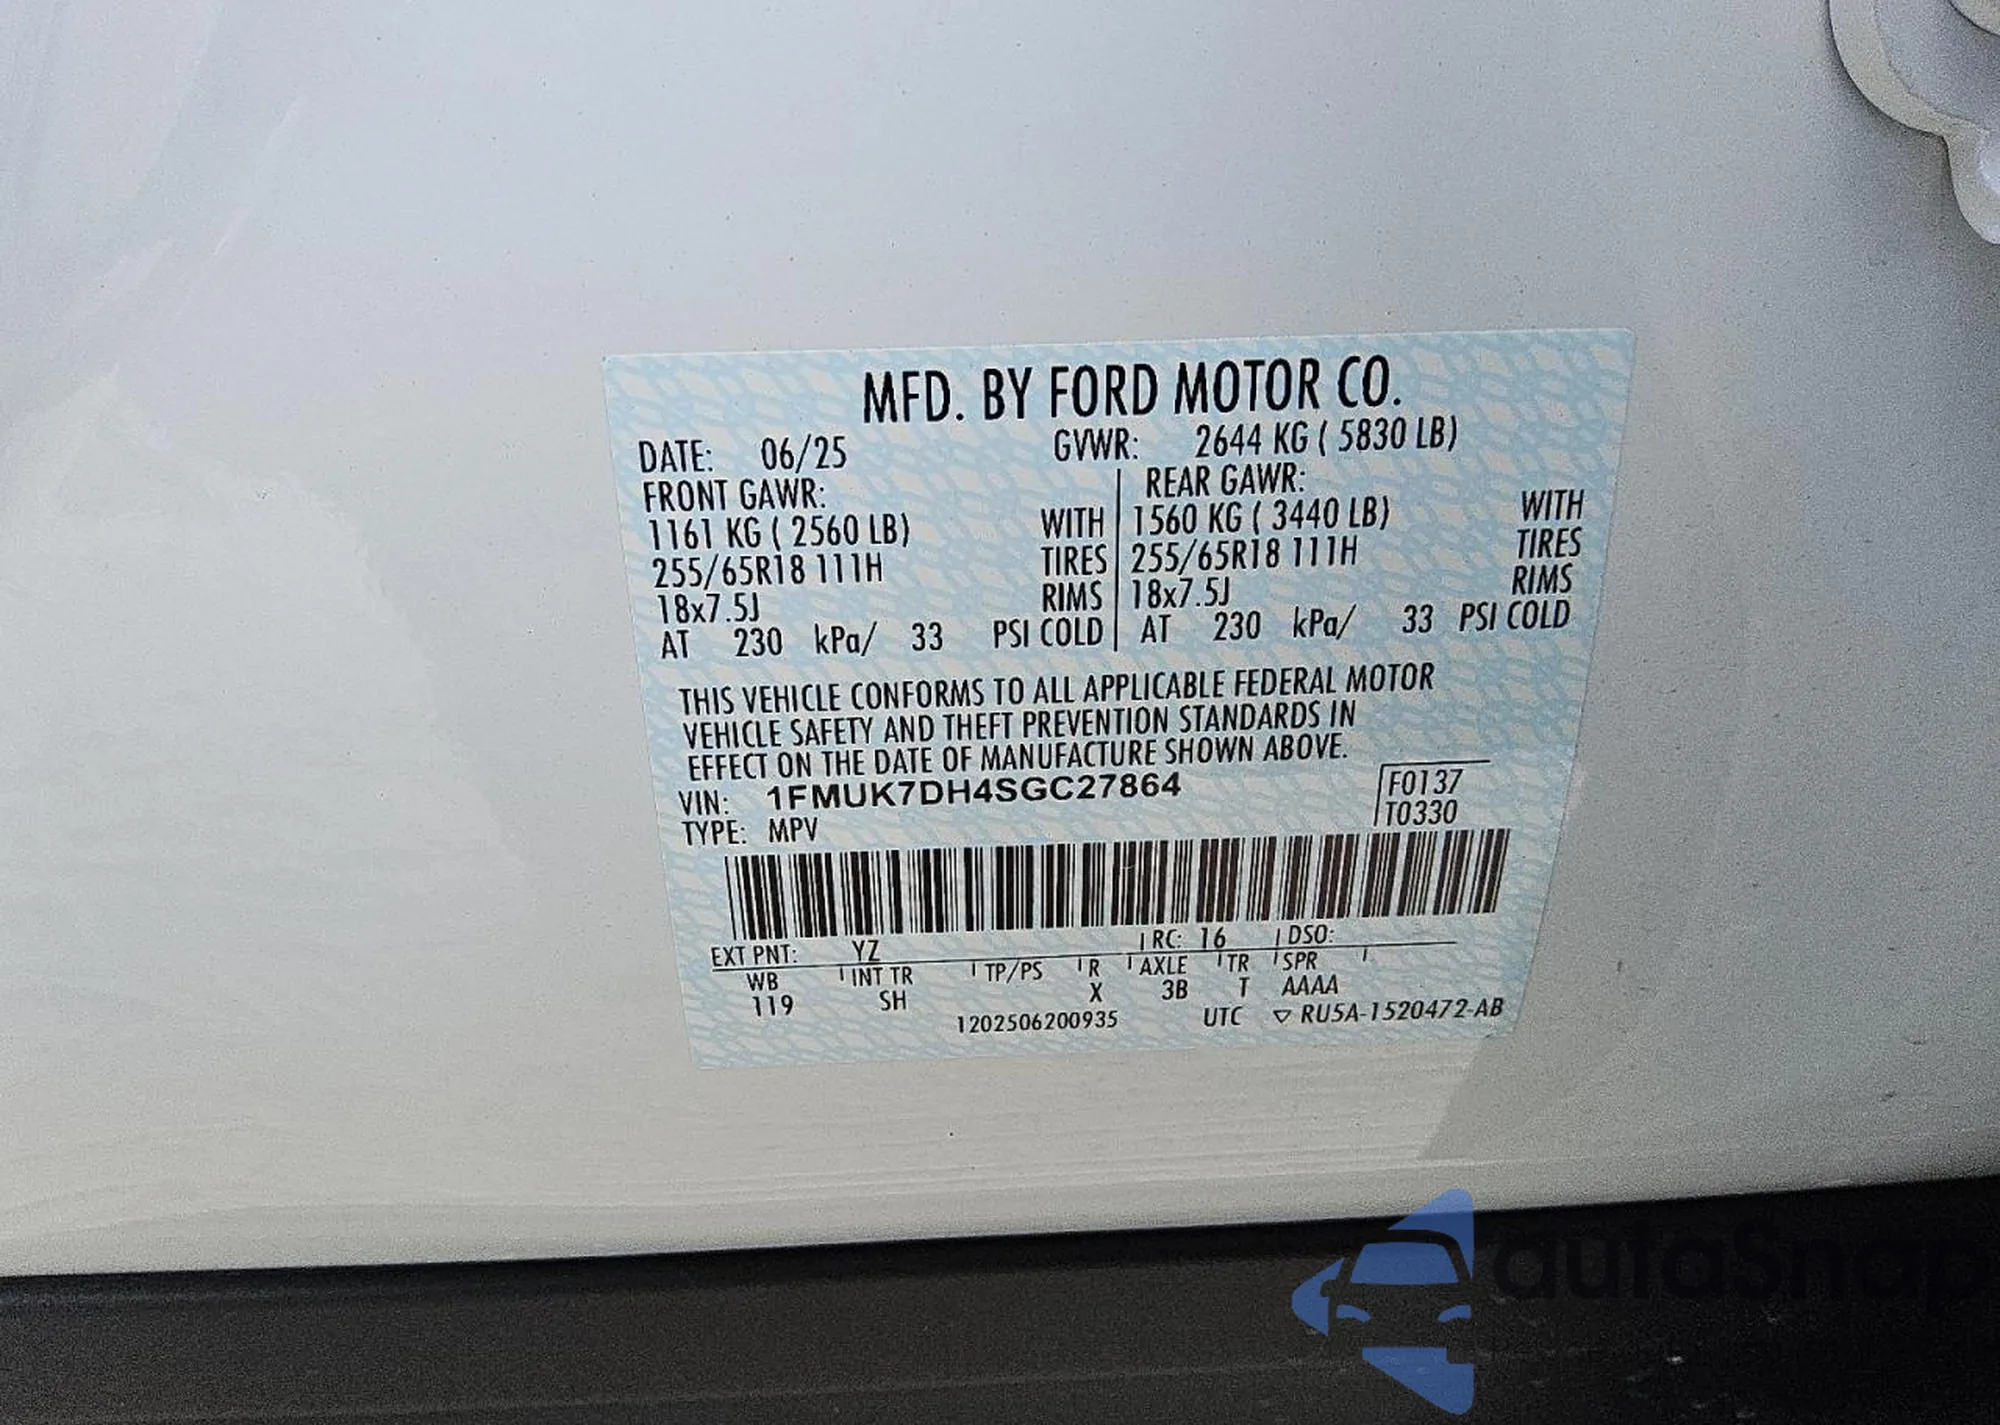 MFD. BY FORD MOTOR CO.
DATE: 06/25 GVWR: 2644 KG ( 5830 LB)
FRONT GAWR: REAR GAWR:
1161 KG ( 2560 LB) WITH 1560 KG ( 3440 LB) WITH
255/65R18 111H TIRES 255/65R18 111H TIRES
18x7.5J RIMS 18x7.5J RIMS
AT 230 kPa/ 33 PSI COLD AT 230 kPa/ 33 PSI COLD
THIS VEHICLE CONFORMS TO ALL APPLICABLE FEDERAL MOTOR
VEHICLE SAFETY AND THEFT PREVENTION STANDARDS IN
EFFECT ON THE DATE OF MANUFACTURE SHOWN ABOVE.
VIN: 1FMUK7DH4SGC27864 F0137
TYPE: MPV T0330
EXT PNT: YZ RC: 16 DSO:
WB INT TR TP/PS R AXLE TR SPR
119 SH X 3B T AAAA
1202506200935 UTC ▽ RU5A-1520472-AB
autoSnap